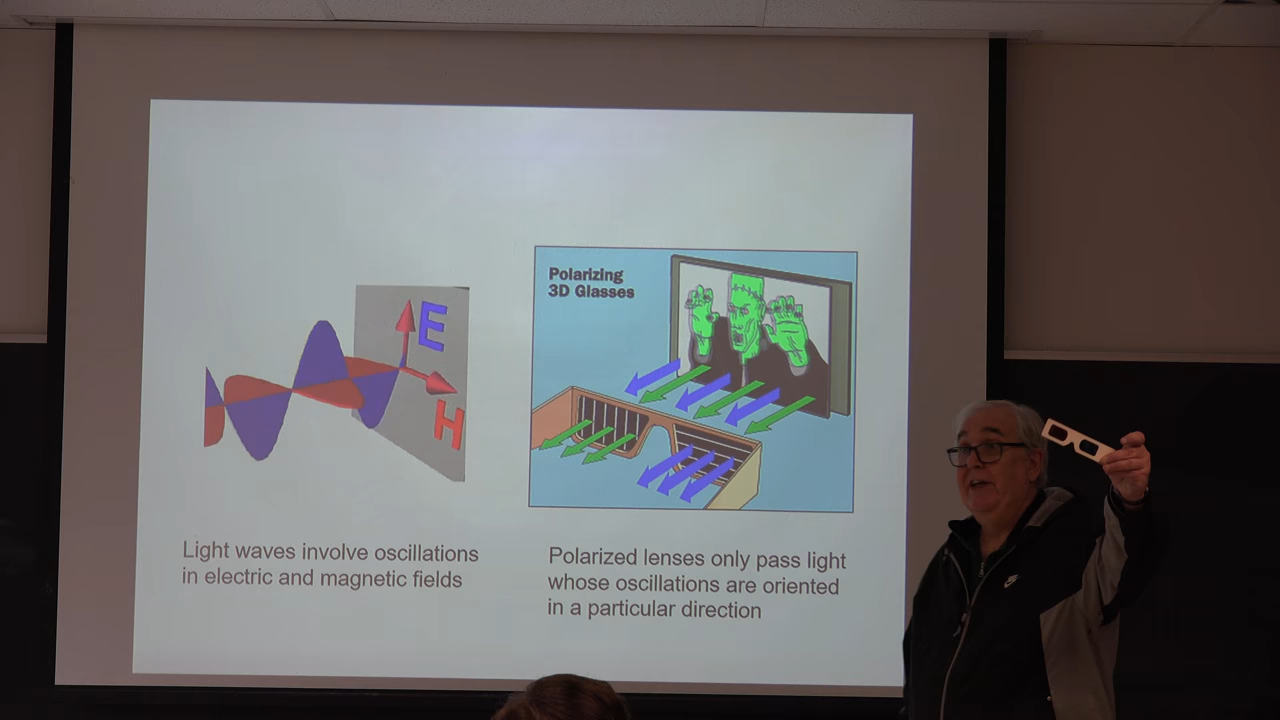 E
H
Light waves involve oscillations
in electric and magnetic fields
Polarizing
3D Glasses
Polarized lenses only pass light
whose oscillations are oriented
in a particular direction